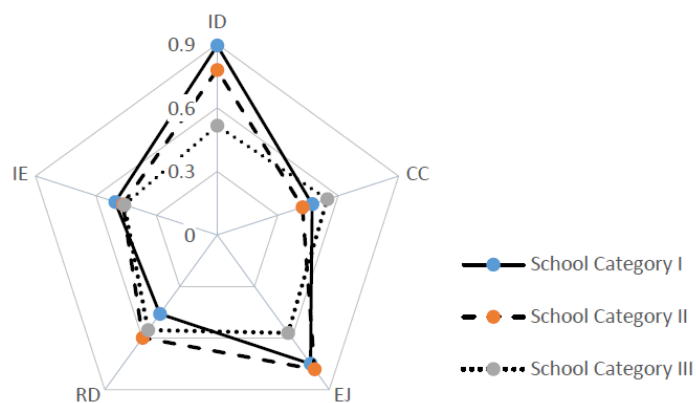 ID
0.9
0.6
0.3
0
IE
CC
RD
EJ
School Category I
School Category II
School Category III